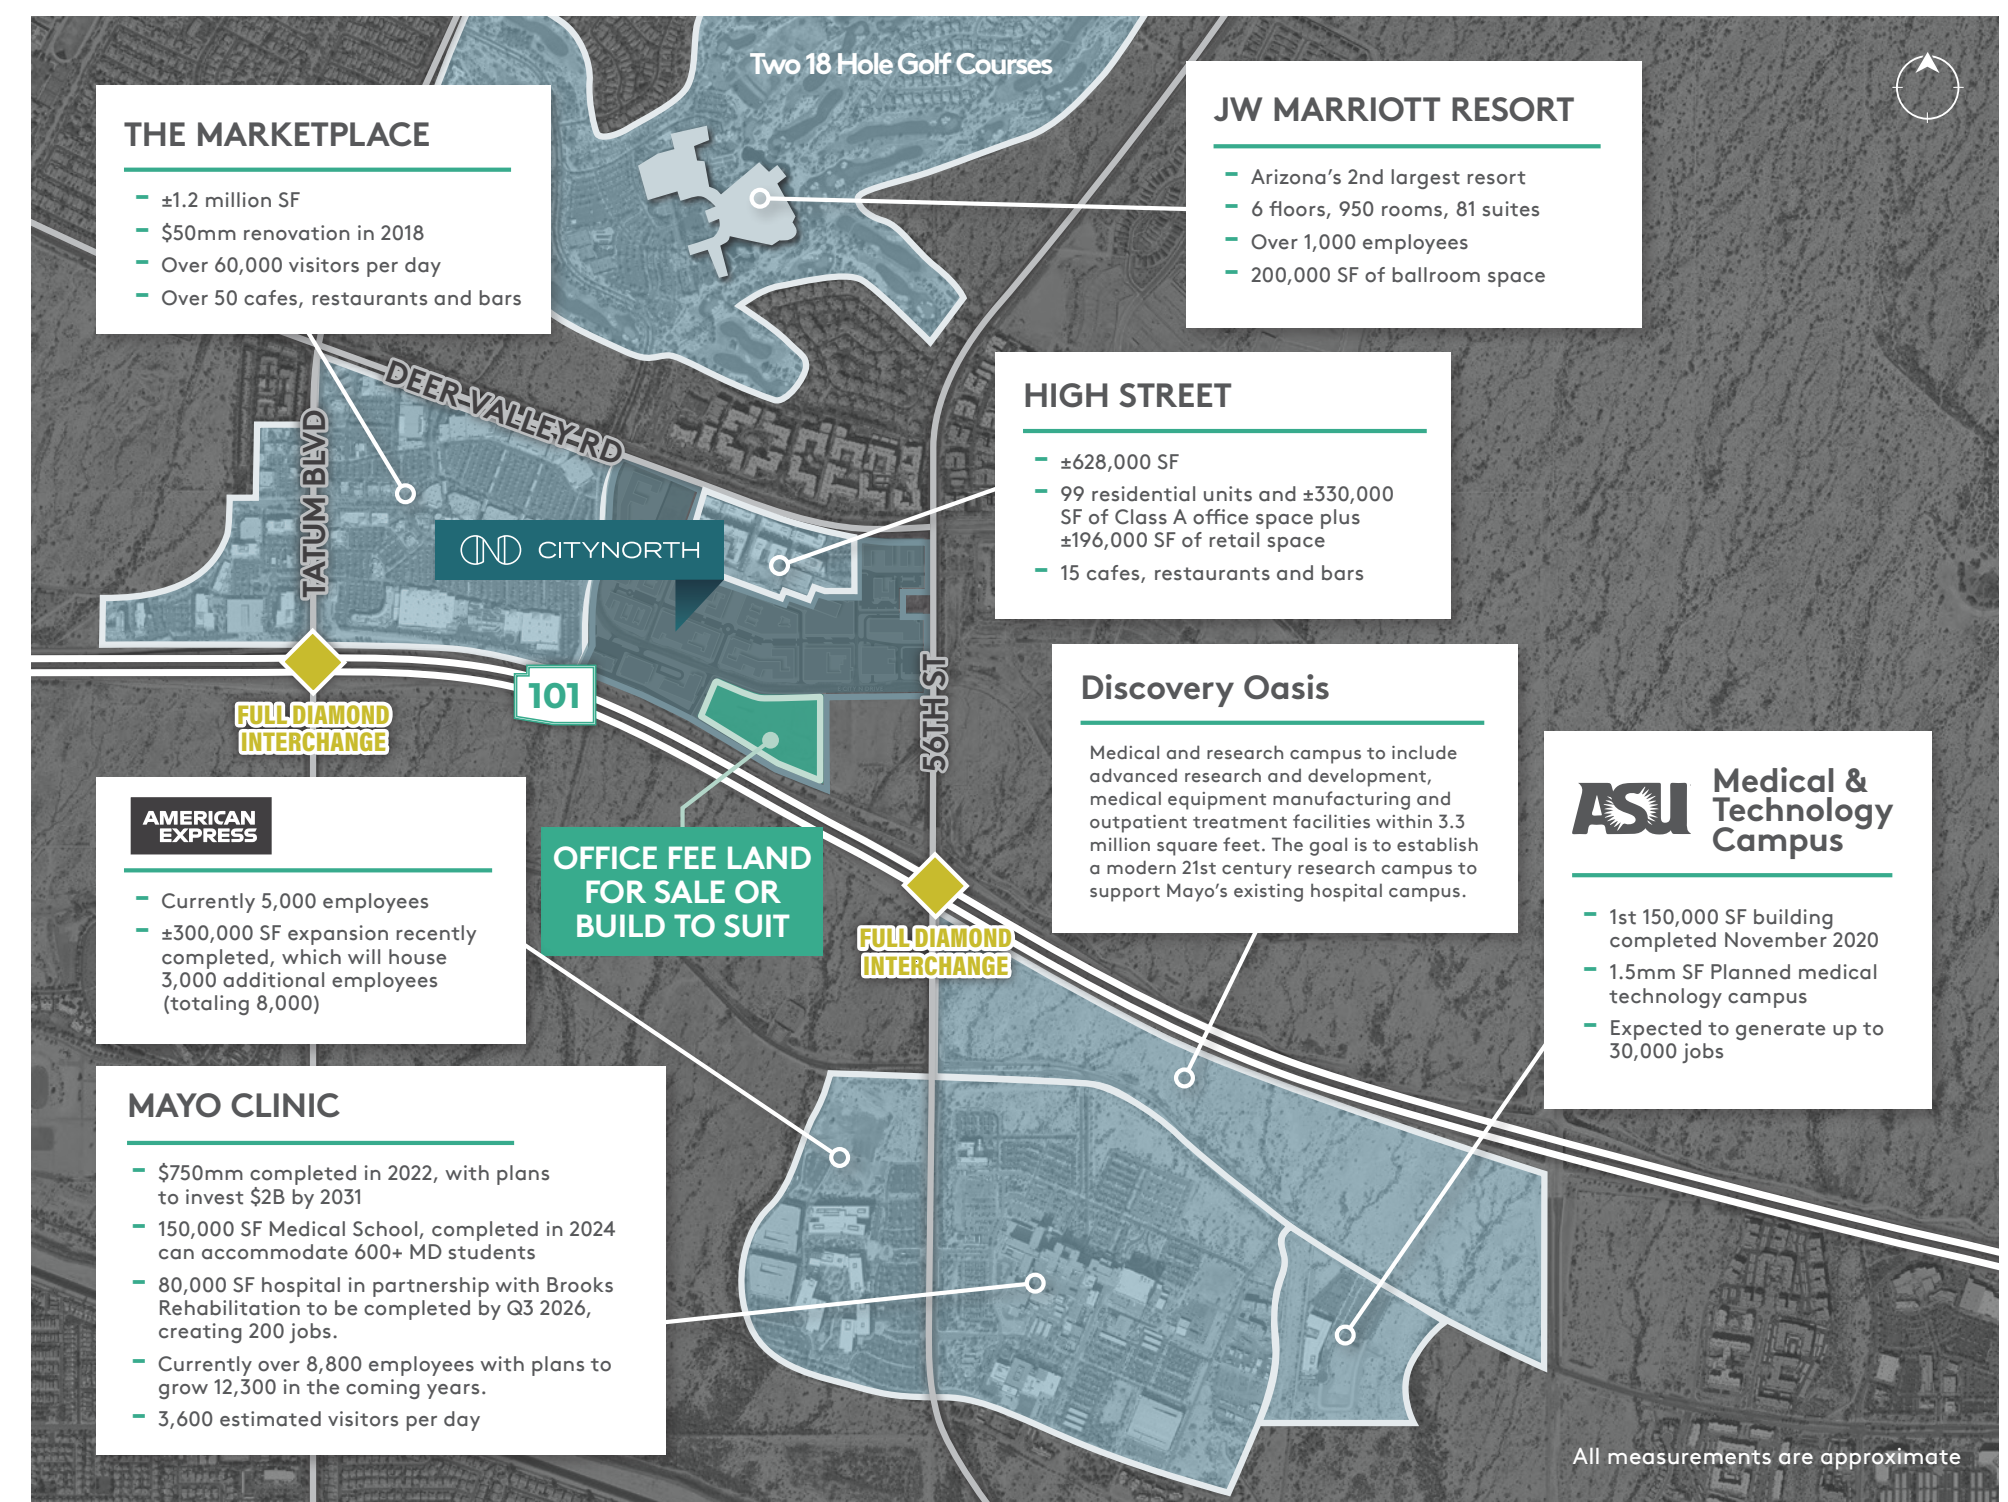 Two 18 Hole Golf Courses
THE MARKETPLACE
±1.2 million SF
$50mm renovation in 2018
Over 60,000 visitors per day
Over 50 cafes, restaurants and bars
JW MARRIOTT RESORT
Arizona's 2nd largest resort
6 floors, 950 rooms, 81 suites
Over 1,000 employees
200,000 SF of ballroom space
HIGH STREET
±628,000 SF
99 residential units and ±330,000
SF of Class A office space plus
±196,000 SF of retail space
15 cafes, restaurants and bars
DEER VALLEY RD
TATUM BLVD
CITYNORTH
56TH ST
101
FULL DIAMOND
INTERCHANGE
Discovery Oasis
Medical and research campus to include
advanced research and development,
medical equipment manufacturing and
outpatient treatment facilities within 3.3
million square feet. The goal is to establish
a modern 21st century research campus to
support Mayo's existing hospital campus.
ASU
Medical &
Technology
Campus
1st 150,000 SF building
completed November 2020
1.5mm SF Planned medical
technology campus
Expected to generate up to
30,000 jobs
AMERICAN
EXPRESS
Currently 5,000 employees
±300,000 SF expansion recently
completed, which will house
3,000 additional employees
(totaling 8,000)
OFFICE FEE LAND
FOR SALE OR
BUILD TO SUIT
FULL DIAMOND
INTERCHANGE
MAYO CLINIC
$750mm completed in 2022, with plans
to invest $2B by 2031
150,000 SF Medical School, completed in 2024
can accommodate 600+ MD students
80,000 SF hospital in partnership with Brooks
Rehabilitation to be completed by Q3 2026,
creating 200 jobs.
Currently over 8,800 employees with plans to
grow 12,300 in the coming years.
3,600 estimated visitors per day
All measurements are approximate